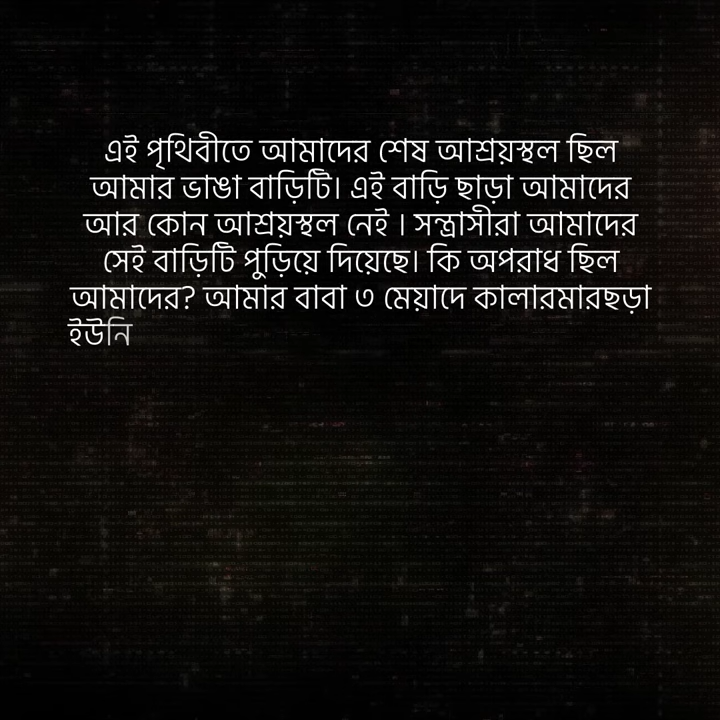 এই পৃথিবীতে আমাদের শেষ আশ্রয়স্থল ছিল
আমার ভাঙা বাড়িটি। এই বাড়ি ছাড়া আমাদের
আর কোন আশ্রয়স্থল নেই । সন্ত্রাসীরা আমাদের
সেই বাড়িটি পুড়িয়ে দিয়েছে। কি অপরাধ ছিল
আমাদের? আমার বাবা ৩ মেয়াদে কালারমারছড়া
ইউনি